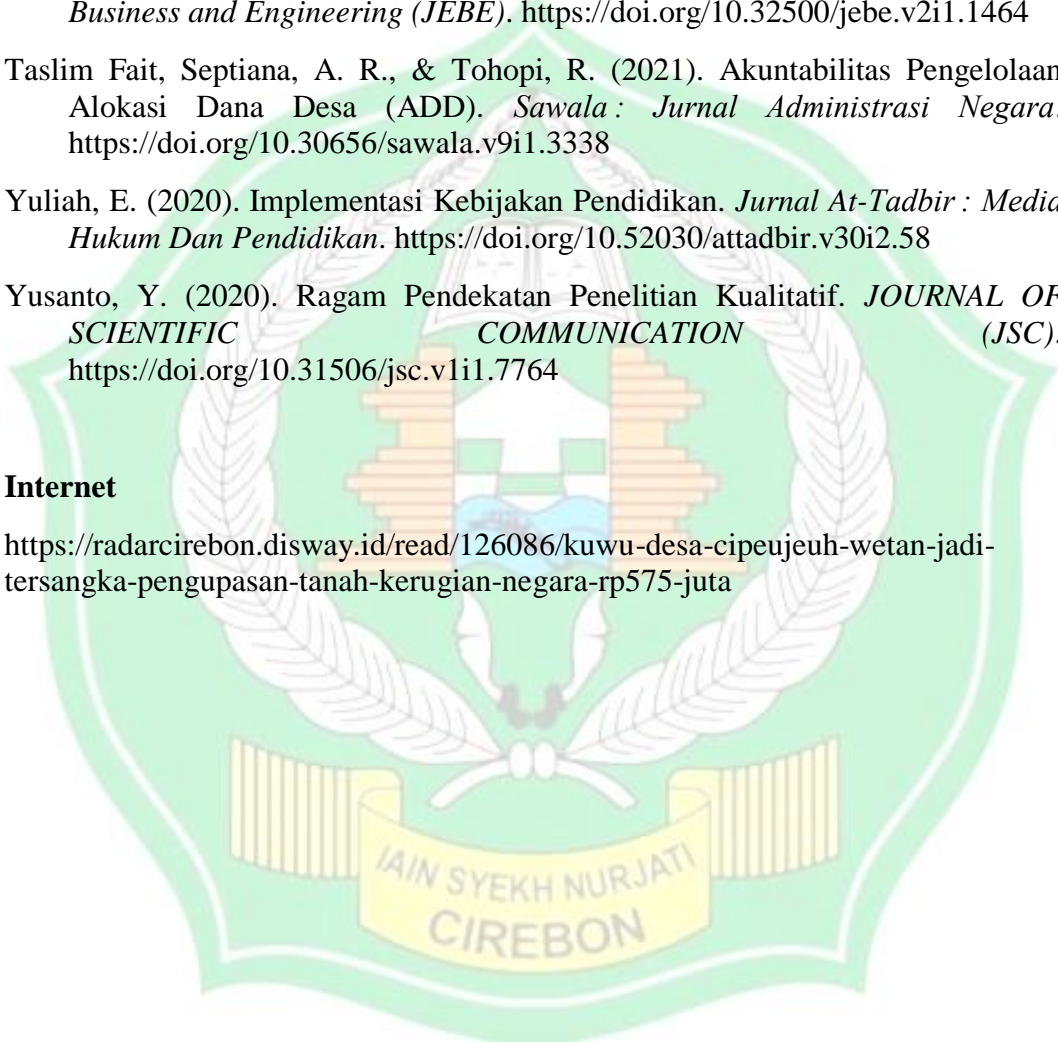 Business and Engineering (JEBE). https://doi.org/10.32500/jebe.v2i1.1464
Taslim Fait, Septiana, A. R., & Tohopi, R. (2021). Akuntabilitas Pengelolaan
Alokasi Dana Desa (ADD). Sawala : Jurnal Administrasi Negara.
https://doi.org/10.30656/sawala.v9i1.3338
Yuliah, E. (2020). Implementasi Kebijakan Pendidikan. Jurnal At-Tadbir : Media
Hukum Dan Pendidikan. https://doi.org/10.52030/attadbir.v30i2.58
Yusanto, Y. (2020). Ragam Pendekatan Penelitian Kualitatif. JOURNAL OF
SCIENTIFIC COMMUNICATION (JSC).
https://doi.org/10.31506/jsc.v1i1.7764
Internet
https://radarcirebon.disway.id/read/126086/kuwu-desa-cipeujeuh-wetan-jadi-
tersangka-pengupasan-tanah-kerugian-negara-rp575-juta
IAIN SYEKH NURJATI
CIREBON